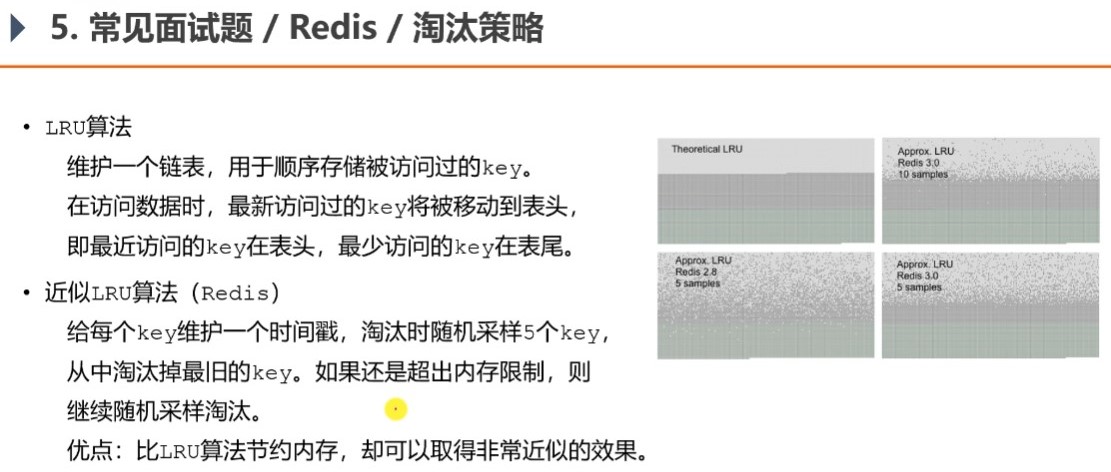 5. 常见面试题 / Redis / 淘汰策略
• LRU算法
维护一个链表，用于顺序存储被访问过的key。
在访问数据时，最新访问过的key将被移动到表头，
即最近访问的key在表头，最少访问的key在表尾。
• 近似LRU算法（Redis）
给每个key维护一个时间戳，淘汰时随机采样5个key，
从中淘汰掉最旧的key。如果还是超出内存限制，则
继续随机采样淘汰。
优点：比LRU算法节约内存，却可以取得非常近似的效果。
Theoretical LRU
Approx. LRU
Redis 3.0
10 samples
Approx. LRU
Redis 2.8
5 samples
Approx. LRU
Redis 3.0
5 samples